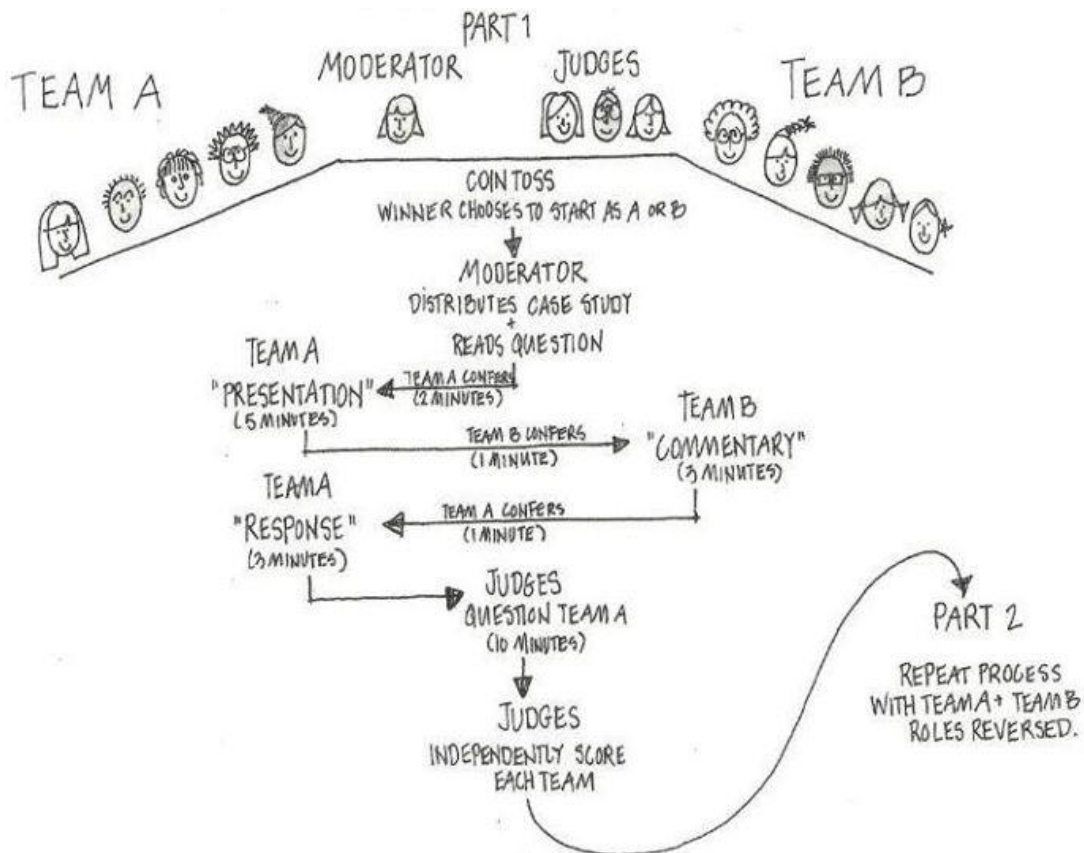 PART 1
TEAM A
MODERATOR
JUDGES
TEAM B
COIN TOSS
WINNER CHOOSES TO START AS A OR B
MODERATOR
DISTRIBUTES CASE STUDY
+
READS QUESTION
TEAM A CONFERS
(2 MINUTES)
TEAM A
"PRESENTATION"
(5 MINUTES)
TEAM B CONFERS
(1 MINUTE)
TEAM B
"COMMENTARY"
(3 MINUTES)
TEAM A CONFERS
(1 MINUTE)
TEAM A
"RESPONSE"
(3 MINUTES)
JUDGES
QUESTION TEAM A
(10 MINUTES)
JUDGES
INDEPENDENTLY SCORE
EACH TEAM
PART 2
REPEAT PROCESS
WITH TEAM A + TEAM B
ROLES REVERSED.